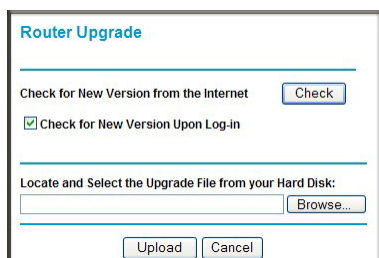 Router Upgrade
Check for New Version from the Internet Check
Check for New Version Upon Log-in
Locate and Select the Upgrade File from your Hard Disk:
Browse...
Upload Cancel